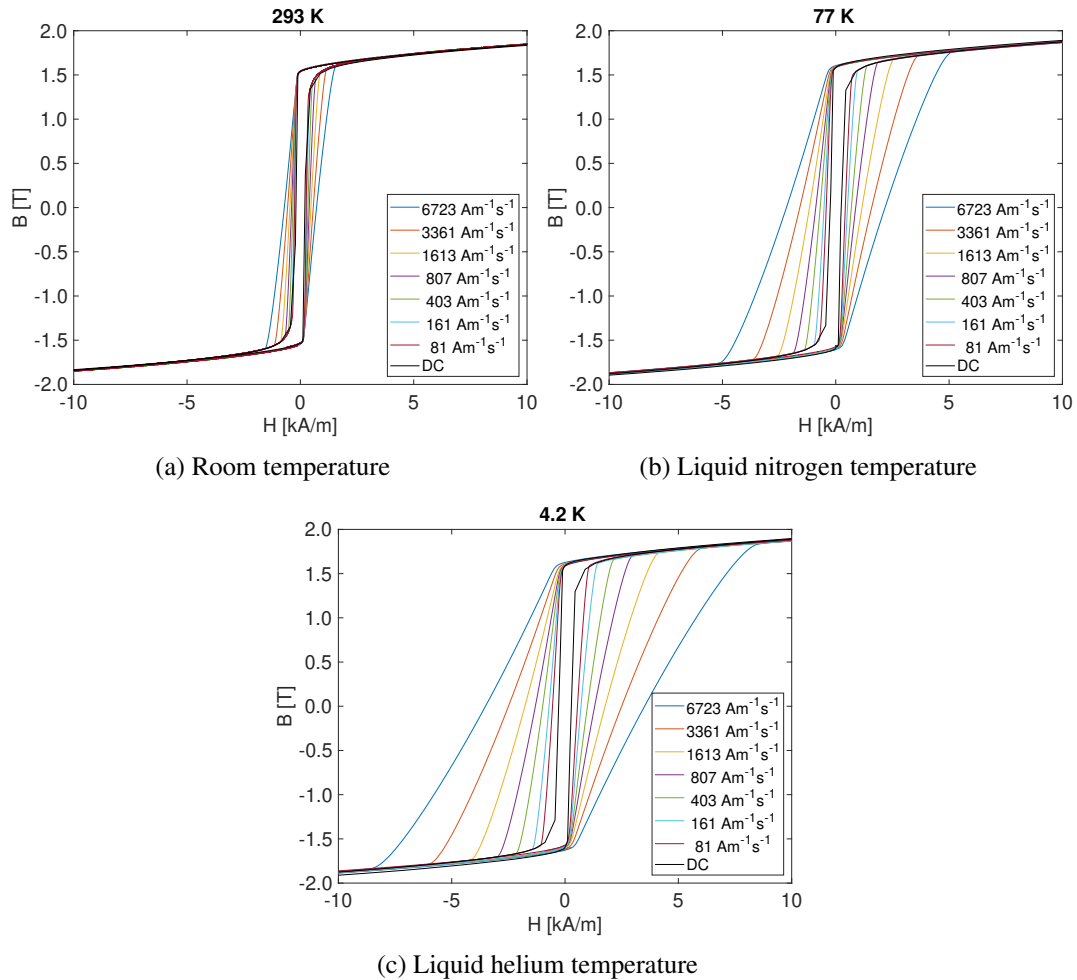 293 K
2.0
1.5
1.0
0.5
0.0
-0.5
-1.0
-1.5
-2.0
B [T]
-10
-5
0
5
10
H [kA/m]
6723 Am⁻¹s⁻¹
3361 Am⁻¹s⁻¹
1613 Am⁻¹s⁻¹
807 Am⁻¹s⁻¹
403 Am⁻¹s⁻¹
161 Am⁻¹s⁻¹
81 Am⁻¹s⁻¹
DC
(a) Room temperature
77 K
2.0
1.5
1.0
0.5
0.0
-0.5
-1.0
-1.5
-2.0
B [T]
-10
-5
0
5
10
H [kA/m]
6723 Am⁻¹s⁻¹
3361 Am⁻¹s⁻¹
1613 Am⁻¹s⁻¹
807 Am⁻¹s⁻¹
403 Am⁻¹s⁻¹
161 Am⁻¹s⁻¹
81 Am⁻¹s⁻¹
DC
(b) Liquid nitrogen temperature
4.2 K
2.0
1.5
1.0
0.5
0.0
-0.5
-1.0
-1.5
-2.0
B [T]
-10
-5
0
5
10
H [kA/m]
6723 Am⁻¹s⁻¹
3361 Am⁻¹s⁻¹
1613 Am⁻¹s⁻¹
807 Am⁻¹s⁻¹
403 Am⁻¹s⁻¹
161 Am⁻¹s⁻¹
81 Am⁻¹s⁻¹
DC
(c) Liquid helium temperature